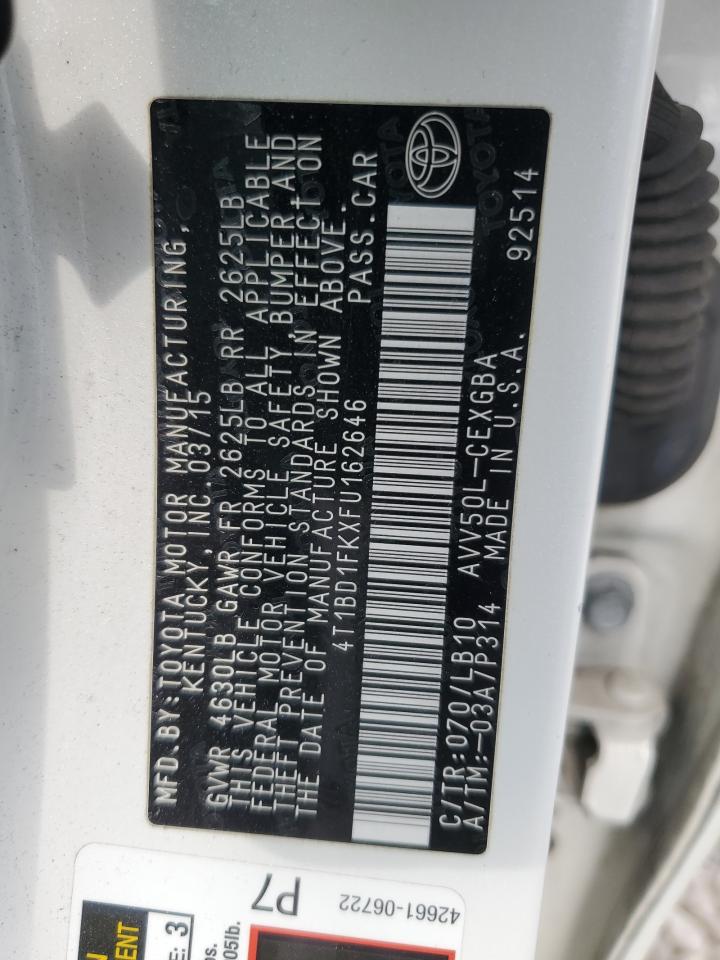 MFD.BY:TOYOTA MOTOR MANUFACTURING,
KENTUCKY, INC.03/15
GVWR 4630LB GAWR FR 2625LB RR 2625LB
THIS VEHICLE CONFORMS TO ALL APPLICABLE
FEDERAL MOTOR VEHICLE SAFETY, BUMPER AND
THEFT PREVENTION STANDARDS IN EFFECT ON
THE DATE OF MANUFACTURE SHOWN ABOVE.
4T1BD1FKXFU162646 PASS.CAR
TOYOTA
C/TR:070/LB10 AVV50L-CEXGBA 92514
A/TM:-03A7P314 MADE IN U.S.A.
P7
42661-06722
3